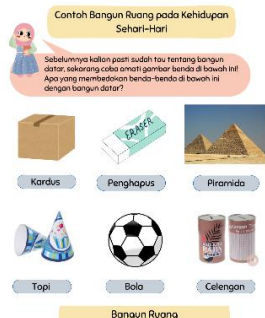 Contoh Bangun Ruang pada Kehidupan
Sehari-Hari
Sebelumnya kalian pasti sudah tau tentang bangun
datar, sekarang coba amati gambar benda di bawah ini!
Apa yang membedakan benda-benda di bawah ini
dengan bangun datar?
ERASER
Kardus
Penghapus
Piramida
Topi
Bola
Celengan
Bangun Ruang